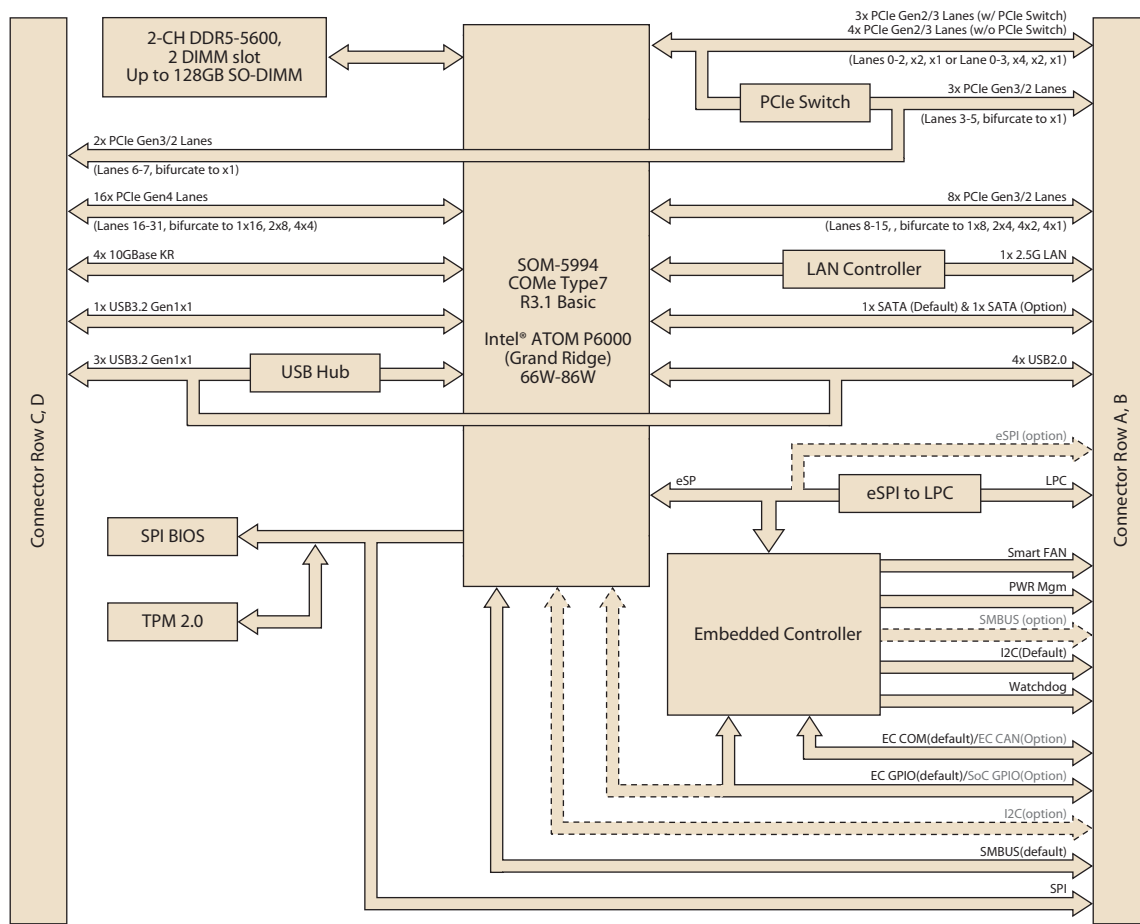 2-CH DDR5-5600,
2 DIMM slot
Up to 128GB SO-DIMM
3x PCIe Gen2/3 Lanes (w/ PCIe Switch)
4x PCIe Gen2/3 Lanes (w/o PCIe Switch)
(Lanes 0-2, x2, x1 or Lane 0-3, x4, x2, x1)
PCIe Switch
3x PCIe Gen3/2 Lanes
(Lanes 3-5, bifurcate to x1)
2x PCIe Gen3/2 Lanes
(Lanes 6-7, bifurcate to x1)
16x PCIe Gen4 Lanes
(Lanes 16-31, bifurcate to 1x16, 2x8, 4x4)
8x PCIe Gen3/2 Lanes
(Lanes 8-15, , bifurcate to 1x8, 2x4, 4x2, 4x1)
4x 10GBase KR
SOM-5994
COMe Type7
R3.1 Basic
Intel® ATOM P6000
(Grand Ridge)
66W-86W
LAN Controller
1x 2.5G LAN
1x USB3.2 Gen1x1
1x SATA (Default) & 1x SATA (Option)
3x USB3.2 Gen1x1
USB Hub
4x USB2.0
Connector Row C, D
Connector Row A, B
eSPI (option)
eSP
eSPI to LPC
LPC
SPI BIOS
TPM 2.0
Embedded Controller
Smart FAN
PWR Mgm
SMBUS (option)
I2C(Default)
Watchdog
EC COM(default)/EC CAN(Option)
EC GPIO(default)/SoC GPIO(Option)
I2C(option)
SMBUS(default)
SPI